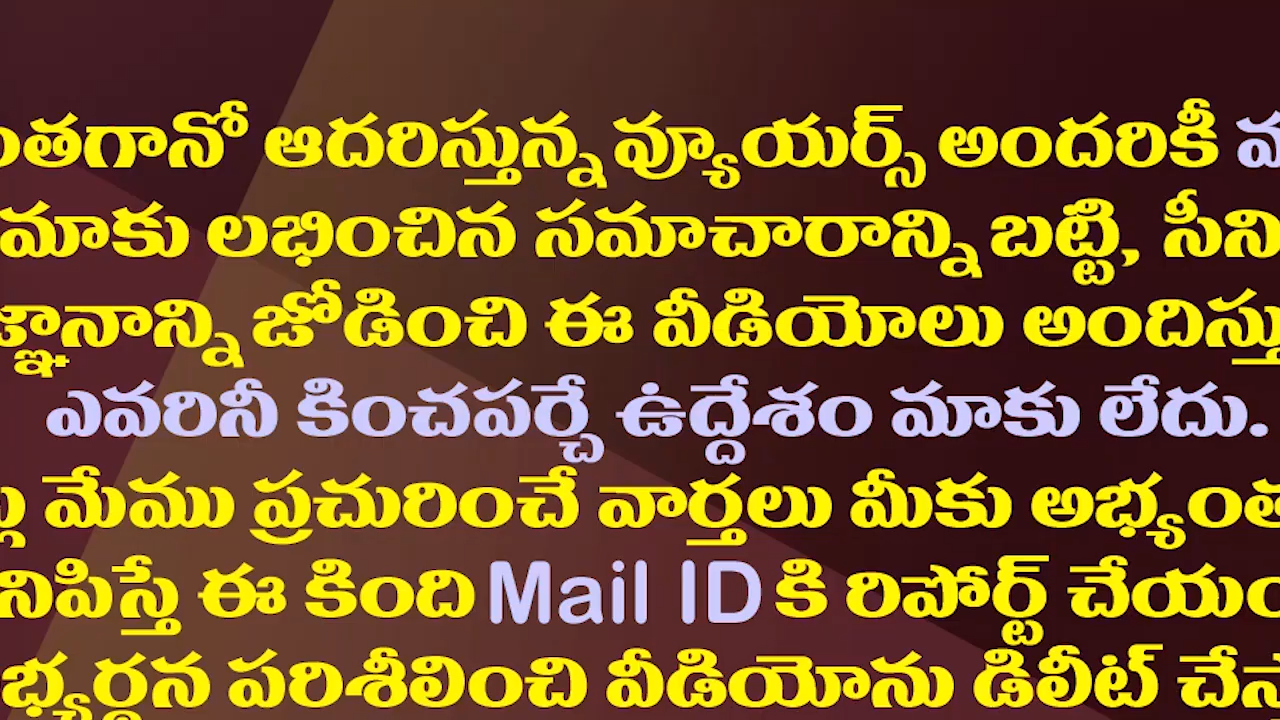 ంతగానో ఆదరిస్తున్న వ్యూయర్స్ అందరికీ
మాకు లభించిన సమాచారాన్ని బట్టి, సీని
జ్ఞానాన్ని జోడించి ఈ వీడియోలు అందిస్తు
ఎవరినీ కించపర్చే ఉద్దేశం మాకు లేదు.
మేము ప్రచురించే వార్తలు మీకు అభ్యంత
నిపిస్తే ఈ కింది Mail ID కి రిపోర్ట్ చేయం
భ్యర్థన పరిశీలించి వీడియోను డిలీట్ చేస